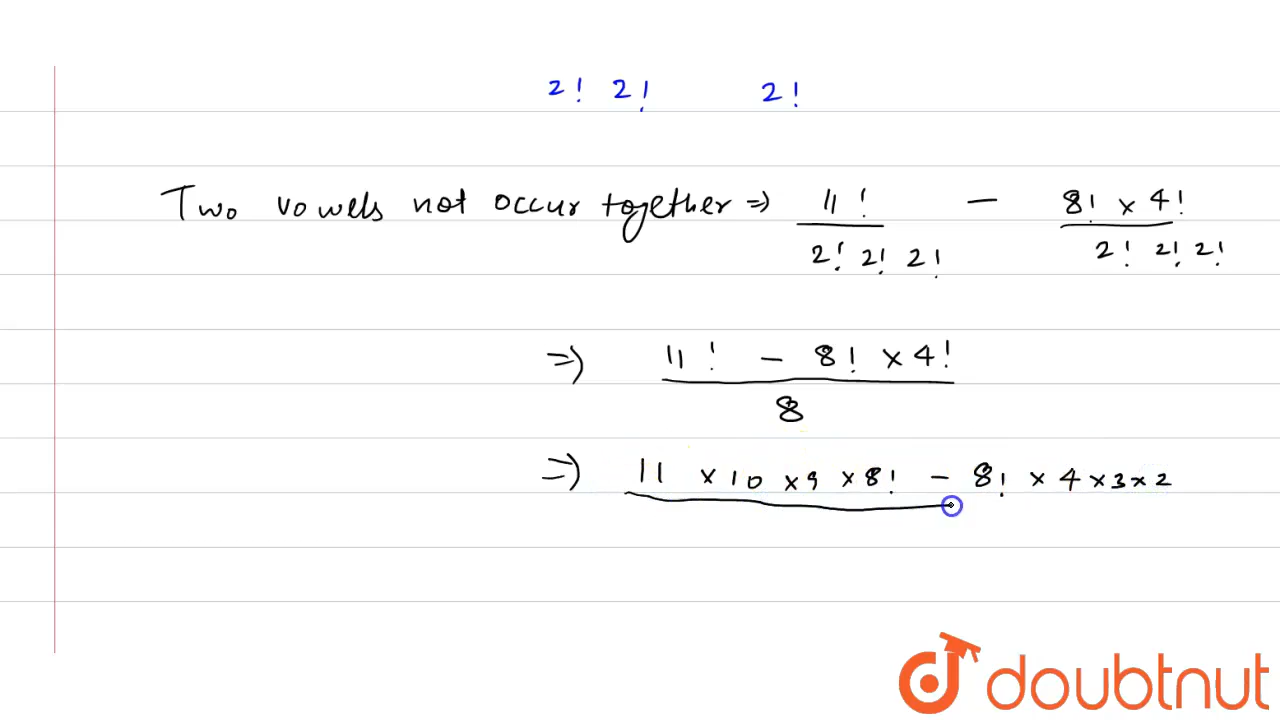 2! 2! 2!
Two vowels not occur together ⇒ 11! — 8! × 4!
2! 2! 2! 2! 2! 2!
⇒ 11! — 8! × 4!
8
⇒ 11 × 10 × 9 × 8! — 8! × 4 × 3 × 2
doubtnut